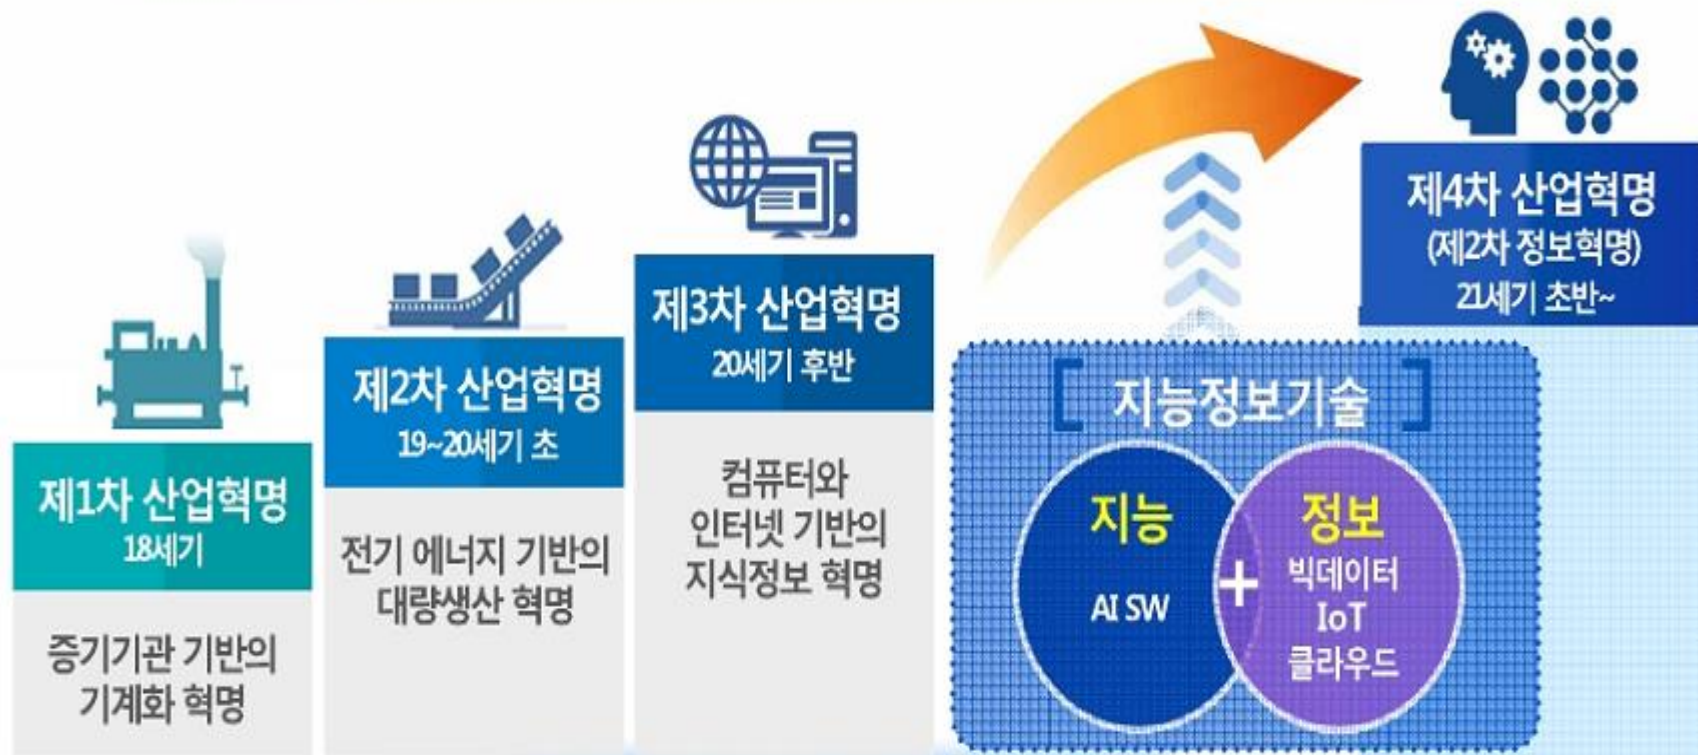 제1차 산업혁명
18세기
증기기관 기반의
기계화 혁명
제2차 산업혁명
19~20세기 초
전기 에너지 기반의
대량생산 혁명
제3차 산업혁명
20세기 후반
컴퓨터와
인터넷 기반의
지식정보 혁명
[지능정보기술]
지능
AI SW
+
정보
빅데이터
IoT
클라우드
제4차 산업혁명
(제2차 정보혁명)
21세기 초반~